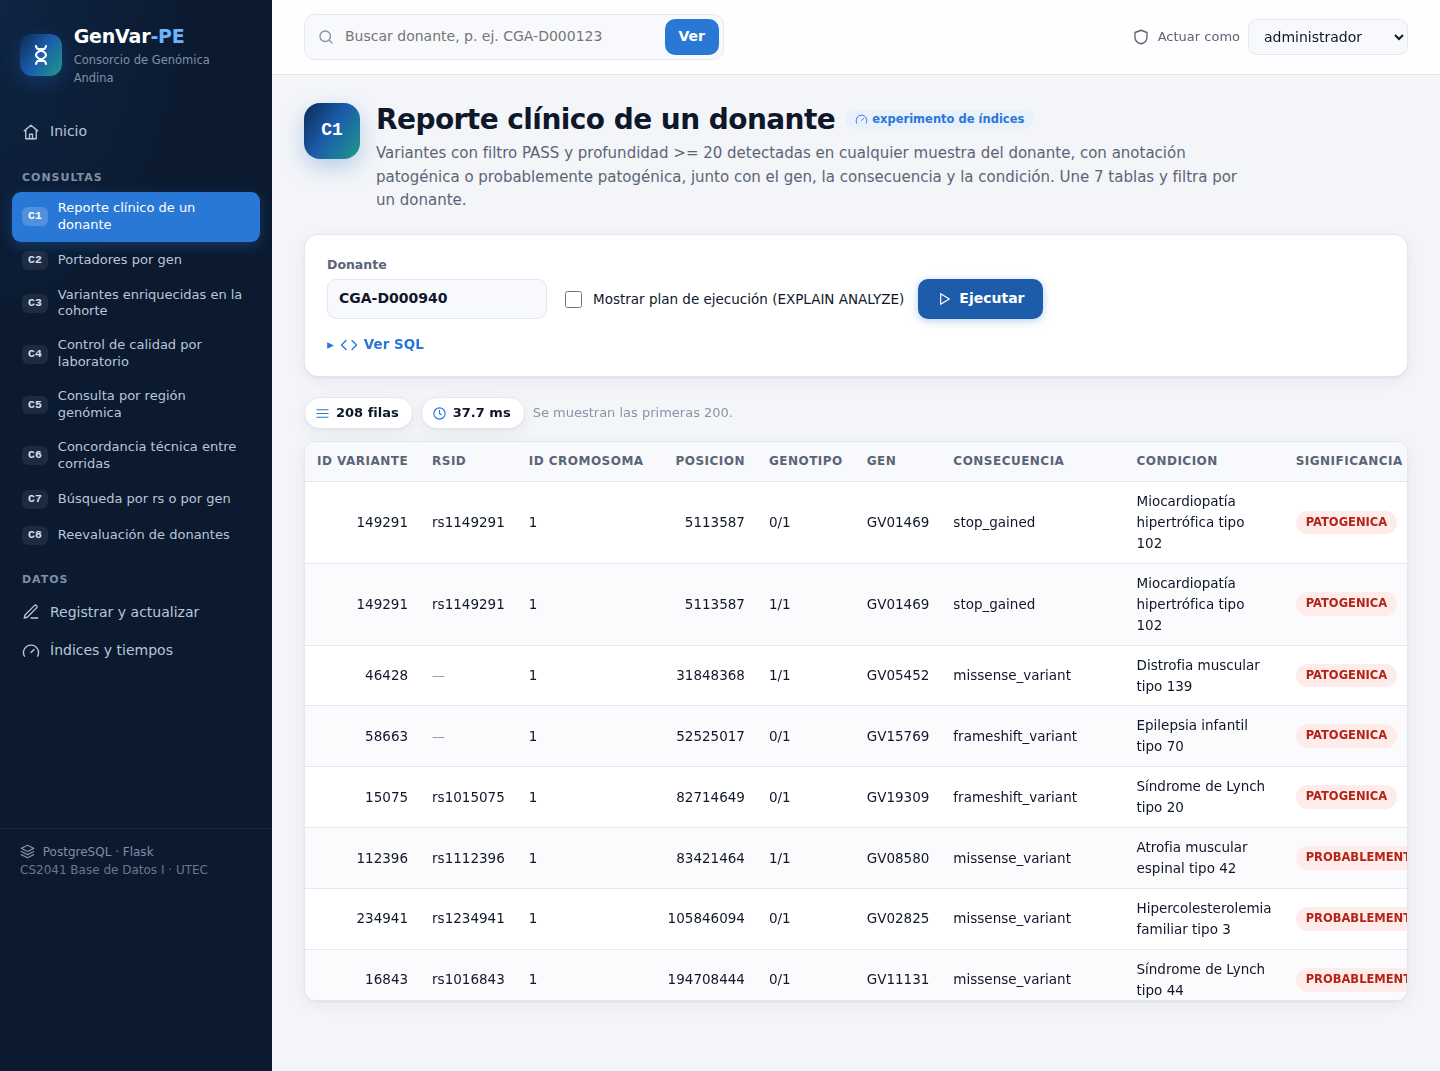 GenVar-PE
Consorcio de Genómica
Andina
Inicio
CONSULTAS
C1 Reporte clínico de un
donante
C2 Portadores por gen
C3 Variantes enriquecidas en la
cohorte
C4 Control de calidad por
laboratorio
C5 Consulta por región
genómica
C6 Concordancia técnica entre
corridas
C7 Búsqueda por rs o por gen
C8 Reevaluación de donantes
DATOS
Registrar y actualizar
Índices y tiempos
PostgreSQL · Flask
CS2041 Base de Datos I · UTEC
Buscar donante, p. ej. CGA-D000123 Ver
Actuar como administrador
C1 Reporte clínico de un donante experimento de índices
Variantes con filtro PASS y profundidad >= 20 detectadas en cualquier muestra del donante, con anotación
patogénica o probablemente patogénica, junto con el gen, la consecuencia y la condición. Une 7 tablas y filtra por
un donante.
Donante
CGA-D000940 Mostrar plan de ejecución (EXPLAIN ANALYZE) Ejecutar
▸ Ver SQL
208 filas 37.7 ms Se muestran las primeras 200.
ID VARIANTE RSID ID CROMOSOMA POSICION GENOTIPO GEN CONSECUENCIA CONDICION SIGNIFICANCIA
149291 rs1149291 1 5113587 0/1 GV01469 stop_gained Miocardiopatía
hipertrófica tipo
102 PATOGENICA
149291 rs1149291 1 5113587 1/1 GV01469 stop_gained Miocardiopatía
hipertrófica tipo
102 PATOGENICA
46428 — 1 31848368 1/1 GV05452 missense_variant Distrofia muscular
tipo 139 PATOGENICA
58663 — 1 52525017 0/1 GV15769 frameshift_variant Epilepsia infantil
tipo 70 PATOGENICA
15075 rs1015075 1 82714649 0/1 GV19309 frameshift_variant Síndrome de Lynch
tipo 20 PATOGENICA
112396 rs1112396 1 83421464 1/1 GV08580 missense_variant Atrofia muscular
espinal tipo 42 PROBABLEMENT
234941 rs1234941 1 105846094 0/1 GV02825 missense_variant Hipercolesterolemia
familiar tipo 3 PROBABLEMENT
16843 rs1016843 1 194708444 0/1 GV11131 missense_variant Síndrome de Lynch
tipo 44 PROBABLEMENT